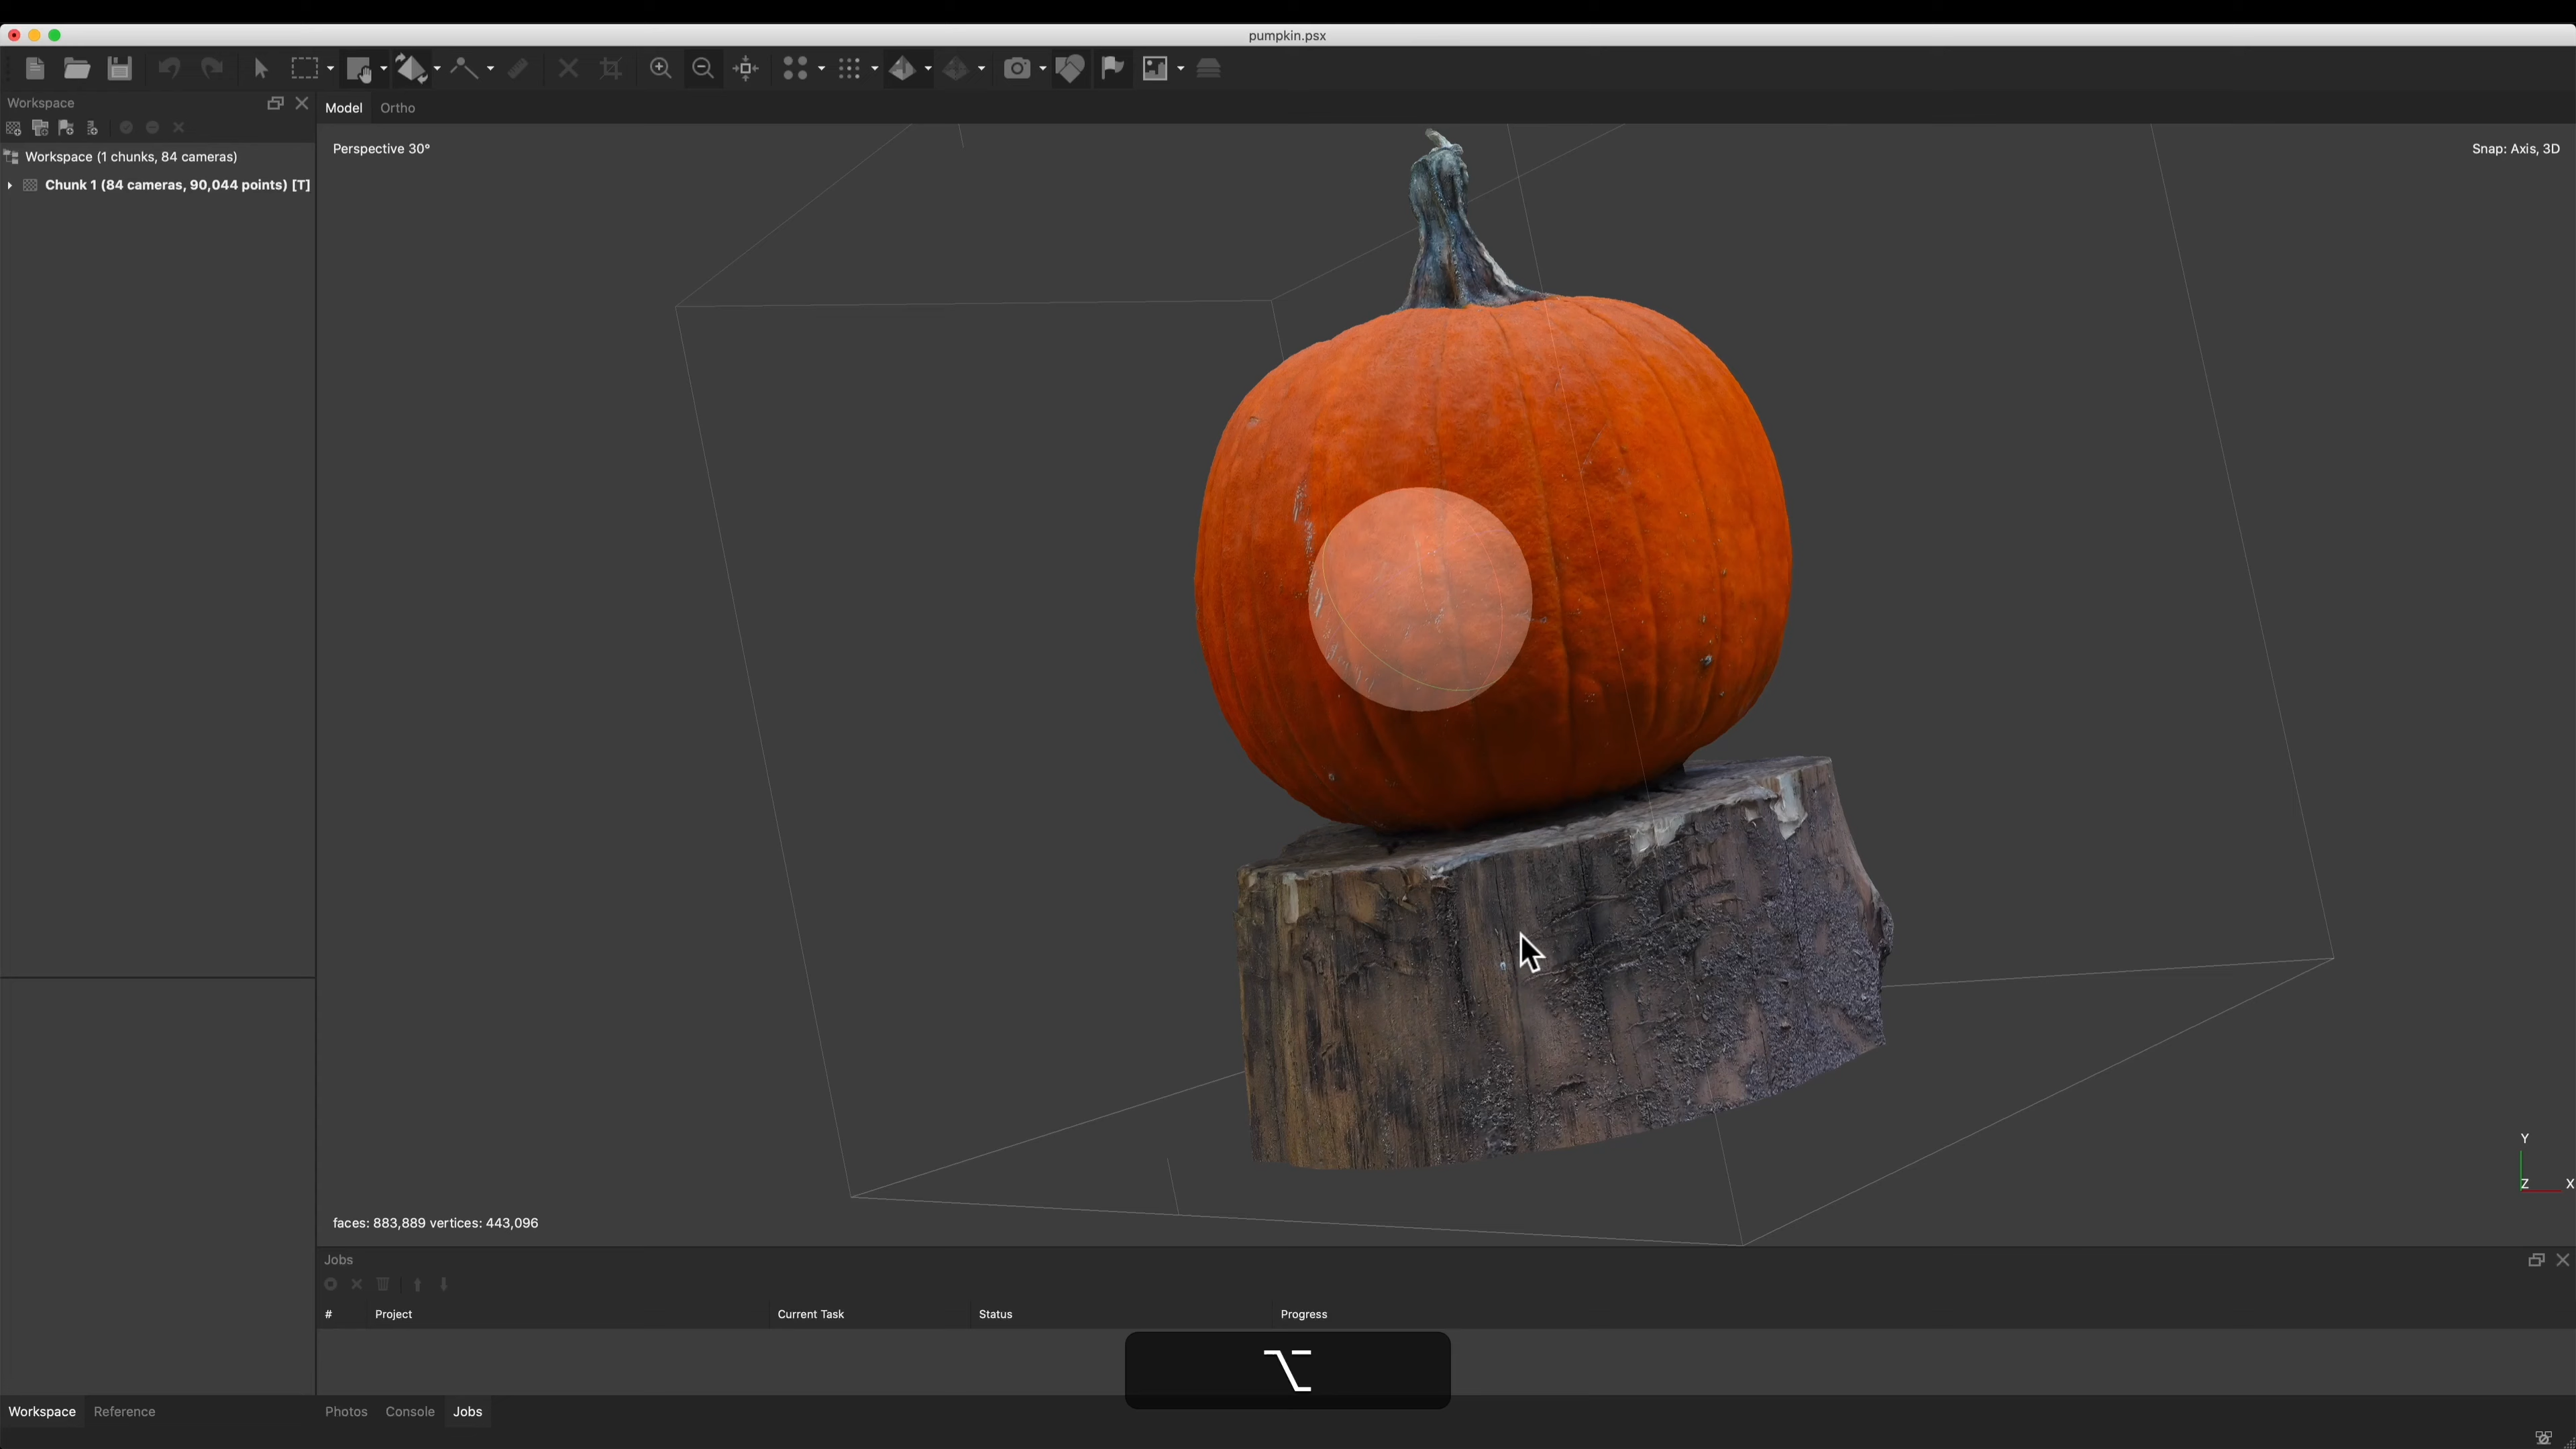 pumpkin.psx
Workspace
Model Ortho
Workspace (1 chunks, 84 cameras)
Chunk 1 (84 cameras, 90,044 points) [T]
Perspective 30°
Snap: Axis, 3D
Y
Z X
faces: 883,889 vertices: 443,096
Jobs
# Project Current Task Status Progress
Workspace Reference
Photos Console Jobs